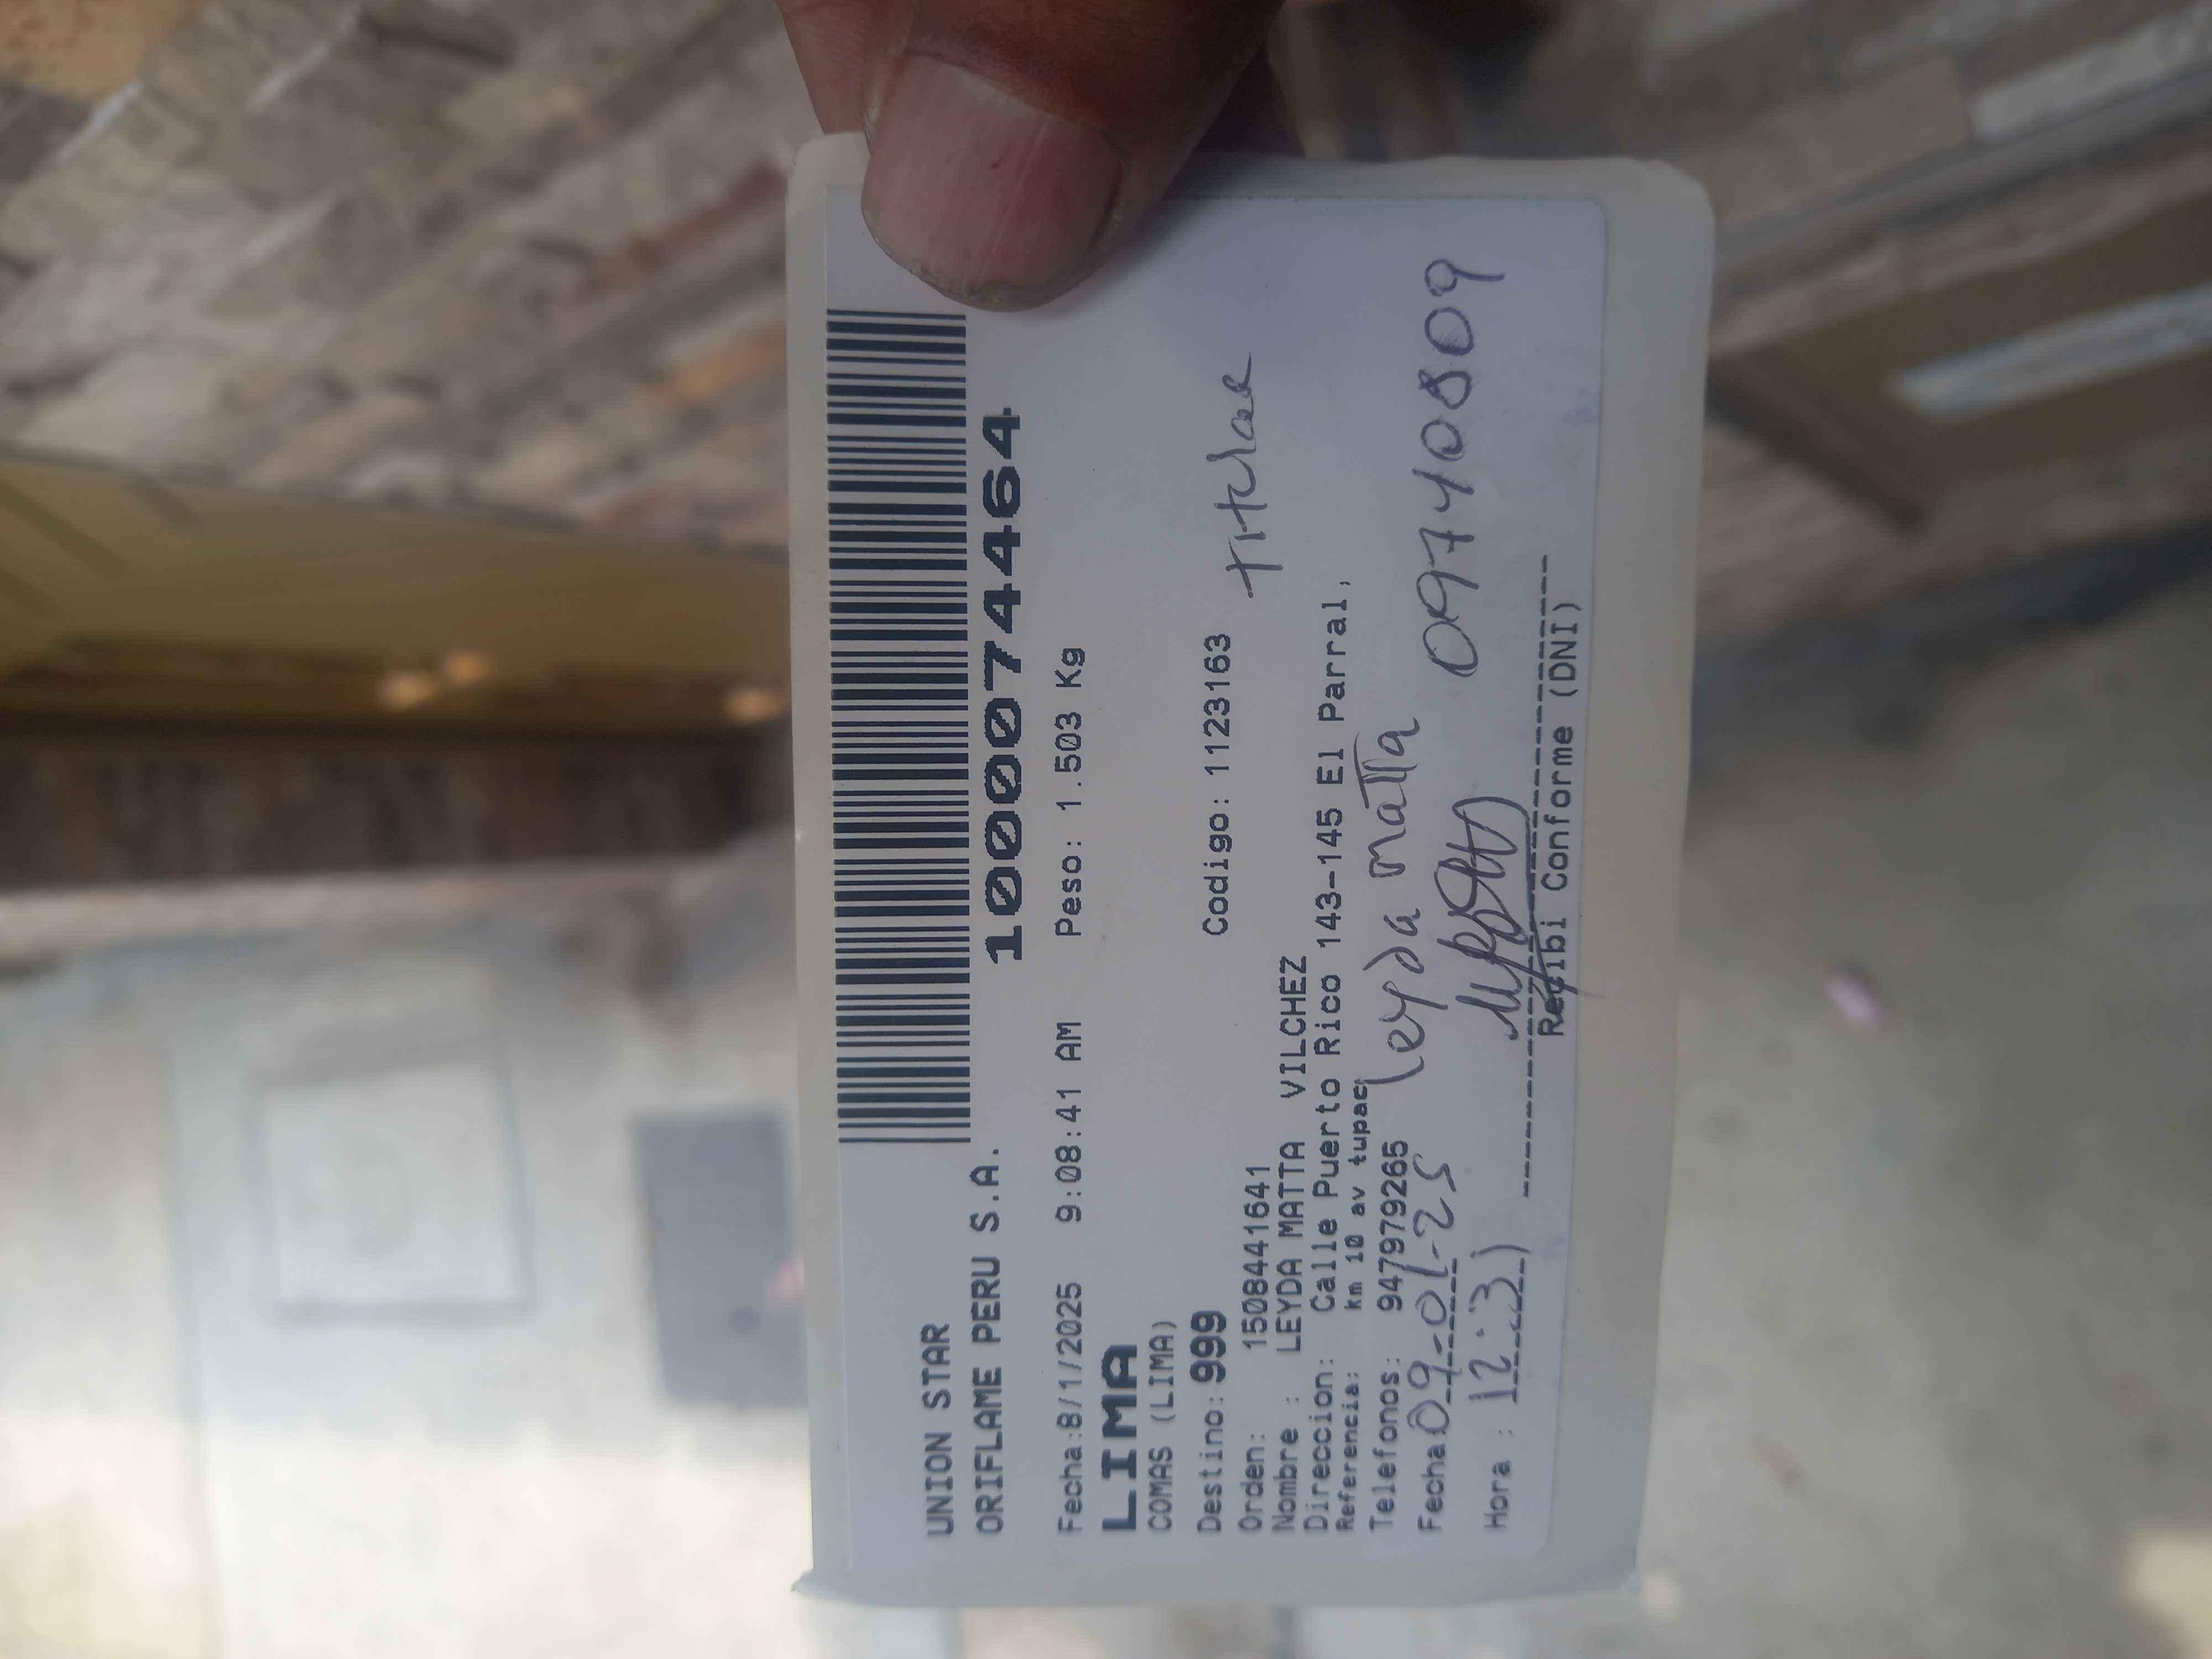 UNION STAR
ORIFLAME PERU S.A. 10000744464
Fecha:8/1/2025 9:08:41 AM Peso: 1.503 Kg
LIMA
COMAS (LIMA)
Destino: 999 Codigo: 1123163
Orden: 1508441641 titular
Nombre : LEYDA MATTA VILCHEZ
Direccion: Calle Puerto Rico 143-145 El Parral,
Referencia: km 10 av tupac,
Telefonos: 947979265 leyda matta
Fecha: 09-01-25 09740809
Hora : 12:31
Recibi Conforme (DNI)